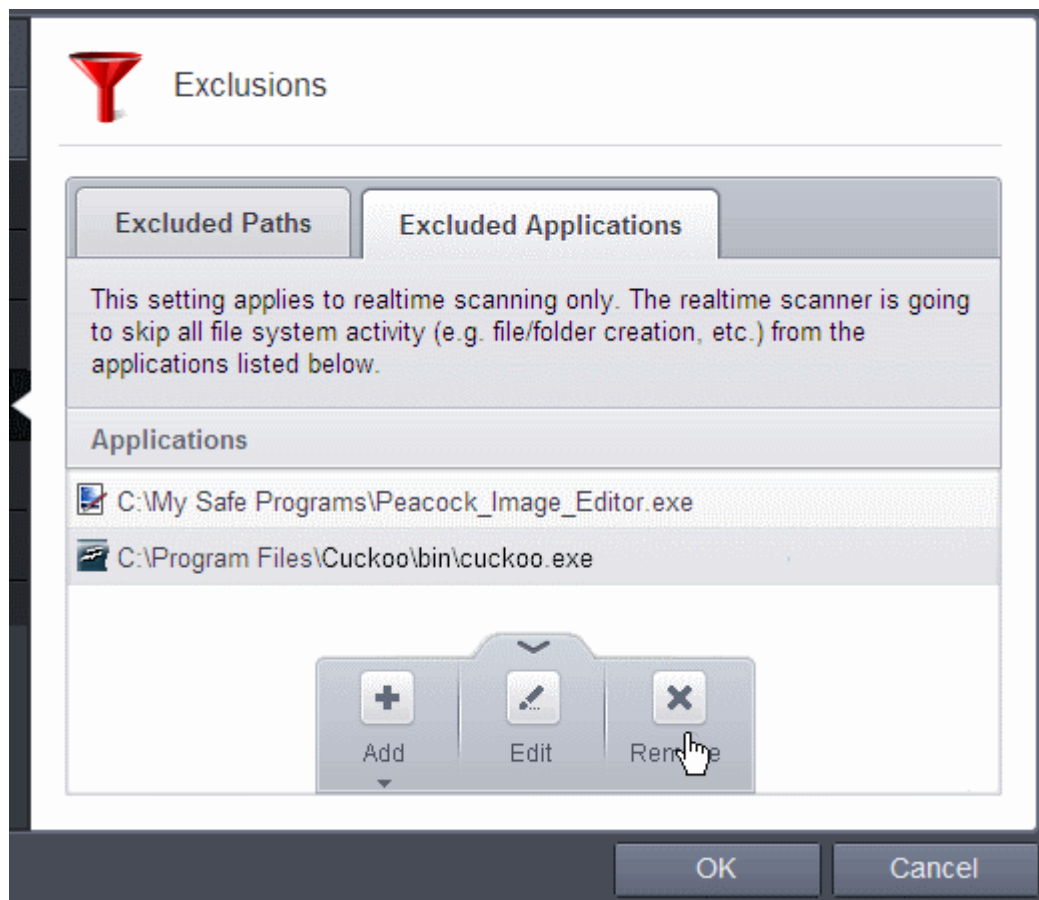 Exclusions
Excluded Paths
Excluded Applications
This setting applies to realtime scanning only. The realtime scanner is going
to skip all file system activity (e.g. file/folder creation, etc.) from the
applications listed below.
Applications
C:\My Safe Programs\Peacock_Image_Editor.exe
C:\Program Files\Cuckoo\bin\cuckoo.exe
Add
Edit
Remove
OK
Cancel